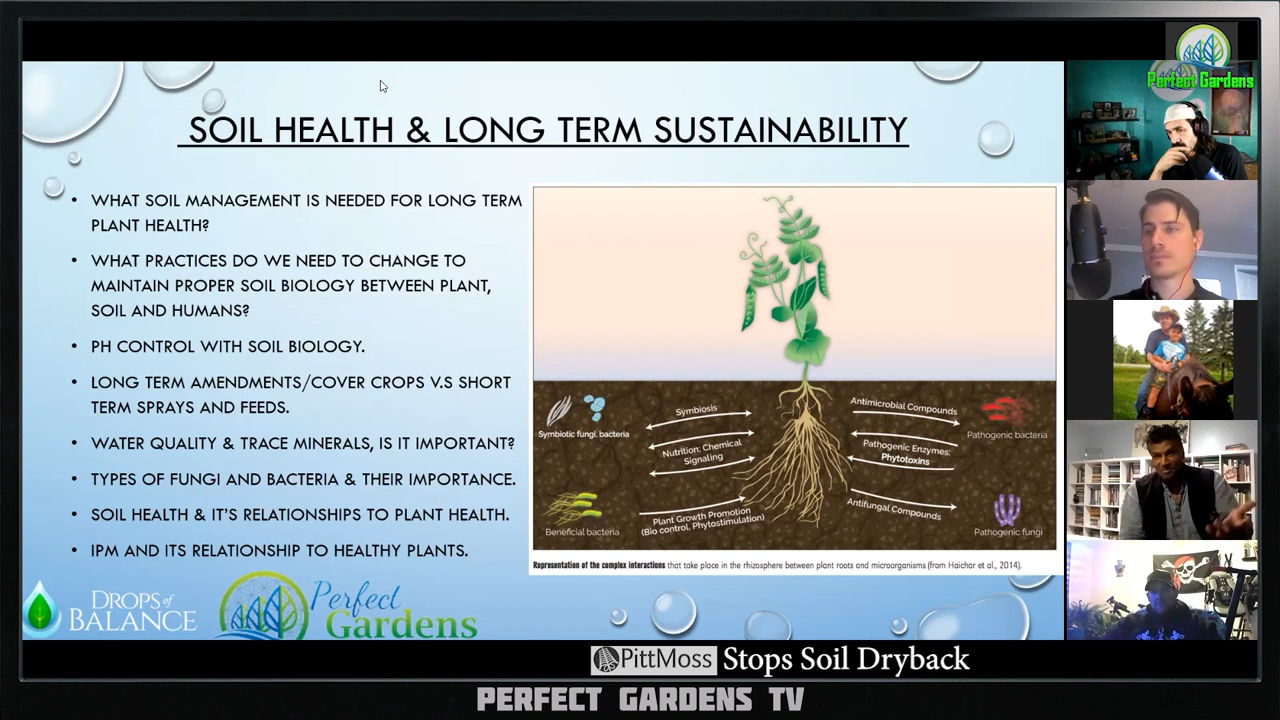 Perfect Gardens
SOIL HEALTH & LONG TERM SUSTAINABILITY
• WHAT SOIL MANAGEMENT IS NEEDED FOR LONG TERM
PLANT HEALTH?
• WHAT PRACTICES DO WE NEED TO CHANGE TO
MAINTAIN PROPER SOIL BIOLOGY BETWEEN PLANT,
SOIL AND HUMANS?
• PH CONTROL WITH SOIL BIOLOGY.
• LONG TERM AMENDMENTS/COVER CROPS V.S SHORT
TERM SPRAYS AND FEEDS.
• WATER QUALITY & TRACE MINERALS, IS IT IMPORTANT?
• TYPES OF FUNGI AND BACTERIA & THEIR IMPORTANCE.
• SOIL HEALTH & IT'S RELATIONSHIPS TO PLANT HEALTH.
• IPM AND ITS RELATIONSHIP TO HEALTHY PLANTS.
Symbiotic fungi, bacteria
Symbiosis
Nutrition; Chemical
Signaling
Beneficial bacteria
Plant Growth Promotion
(Bio control, Phytostimulation)
Antimicrobial Compounds
Pathogenic bacteria
Pathogenic Enzymes;
Phytotoxins
Antifungal Compounds
Pathogenic fungi
Representation of the complex interactions that take place in the rhizosphere between plant roots and microorganisms (from Haichar et al., 2014).
DROPS of
BALANCE
Perfect
Gardens
PittMoss Stops Soil Dryback
PERFECT GARDENS TV